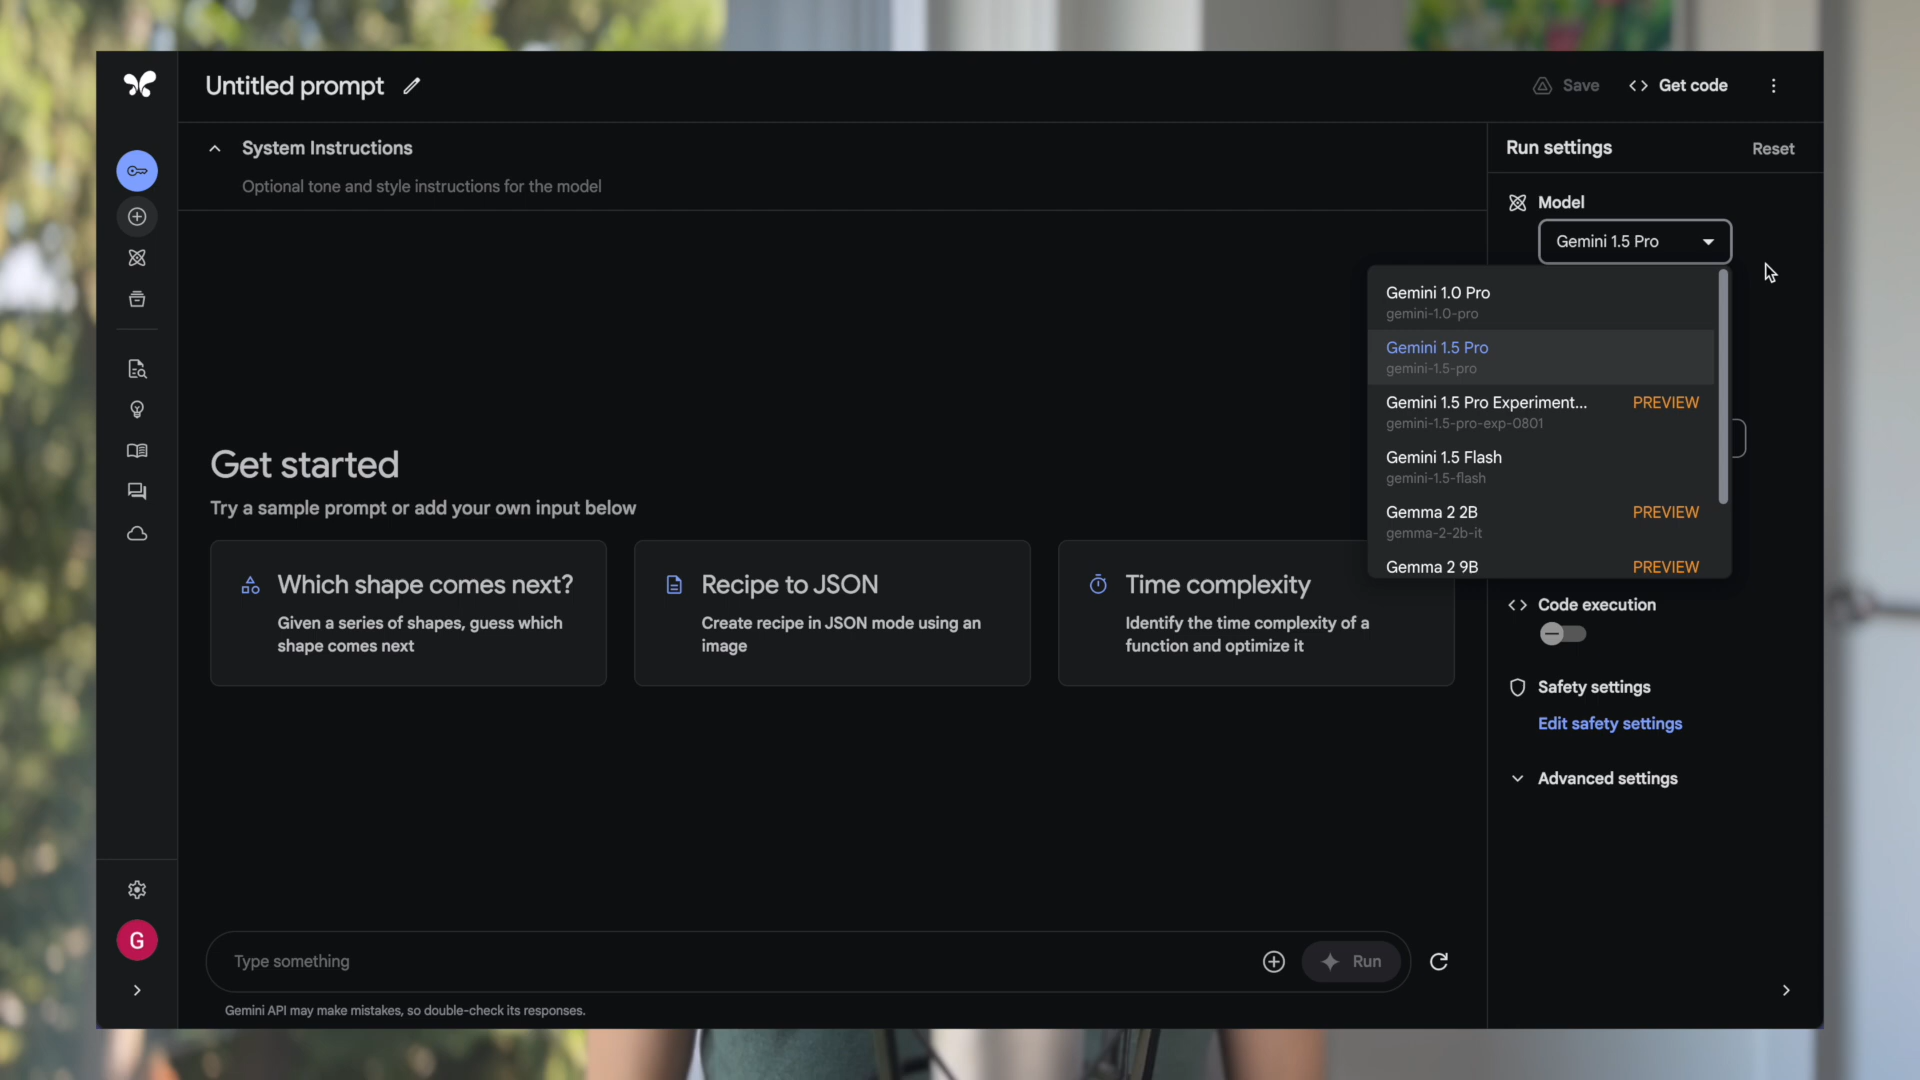 Untitled prompt
Save
Get code
System Instructions
Optional tone and style instructions for the model
Run settings
Reset
Model
Gemini 1.5 Pro
Gemini 1.0 Pro
gemini-1.0-pro
Gemini 1.5 Pro
gemini-1.5-pro
Gemini 1.5 Pro Experiment... PREVIEW
gemini-1.5-pro-exp-0801
Gemini 1.5 Flash
gemini-1.5-flash
Gemma 2 2B PREVIEW
gemma-2-2b-it
Gemma 2 9B PREVIEW
Get started
Try a sample prompt or add your own input below
Which shape comes next?
Given a series of shapes, guess which
shape comes next
Recipe to JSON
Create recipe in JSON mode using an
image
Time complexity
Identify the time complexity of a
function and optimize it
Code execution
Safety settings
Edit safety settings
Advanced settings
G
Type something
Run
Gemini API may make mistakes, so double-check its responses.